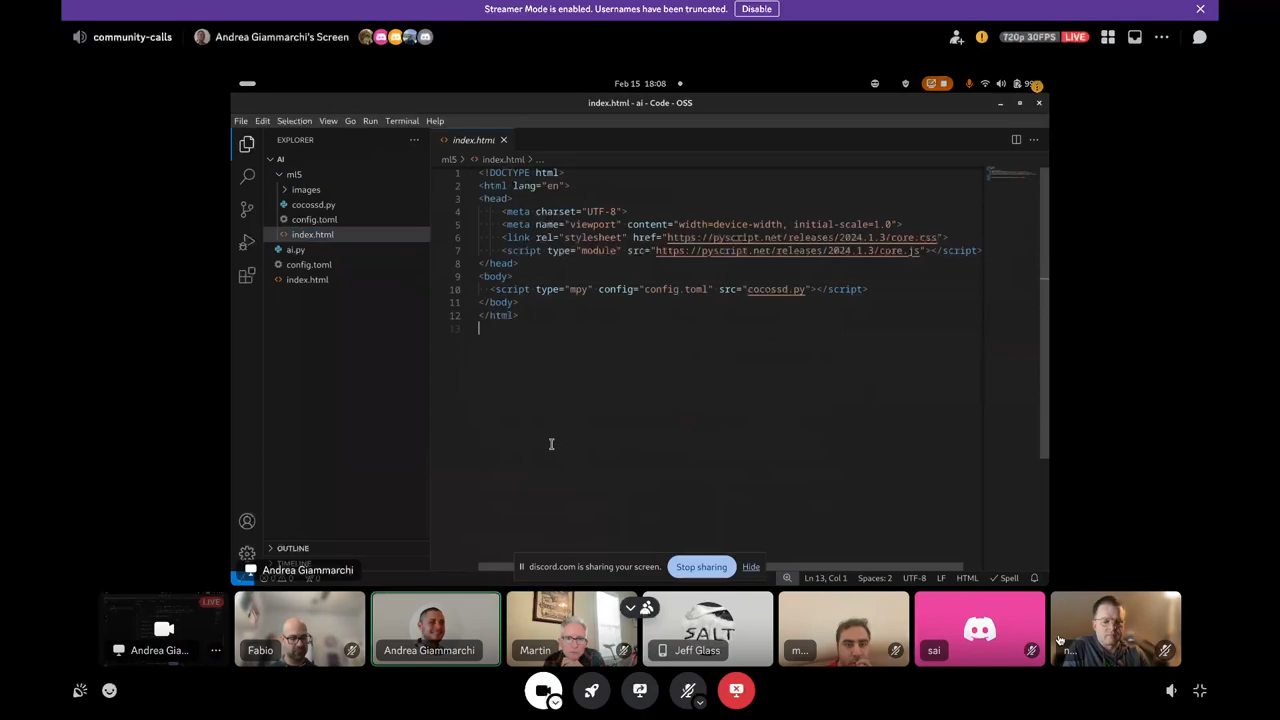 Streamer Mode is enabled. Usernames have been truncated. Disable
community-calls Andrea Giammarchi's Screen 720p 30FPS LIVE
Feb 15 18:08
index.html - ai - Code - OSS
File Edit Selection View Go Run Terminal Help
EXPLORER
index.html
AI
ml5 > index.html > ...
ml5
images
cocossd.py
config.toml
index.html
ai.py
config.toml
index.html
1 <!DOCTYPE html>
2 <html lang="en">
3 <head>
4 <meta charset="UTF-8">
5 <meta name="viewport" content="width=device-width, initial-scale=1.0">
6 <link rel="stylesheet" href="https://pyscript.net/releases/2024.1.3/core.css">
7 <script type="module" src="https://pyscript.net/releases/2024.1.3/core.js"></script>
8 </head>
9 <body>
10 <script type="mpy" config="config.toml" src="cocossd.py"></script>
11 </body>
12 </html>
13
OUTLINE
TIMELINE
Andrea Giammarchi
discord.com is sharing your screen. Stop sharing Hide
Ln 13, Col 1 Spaces: 2 UTF-8 LF HTML Spell
LIVE
SALT
Andrea Gia... Fabio Andrea Giammarchi Martin Jeff Glass m... sai n...